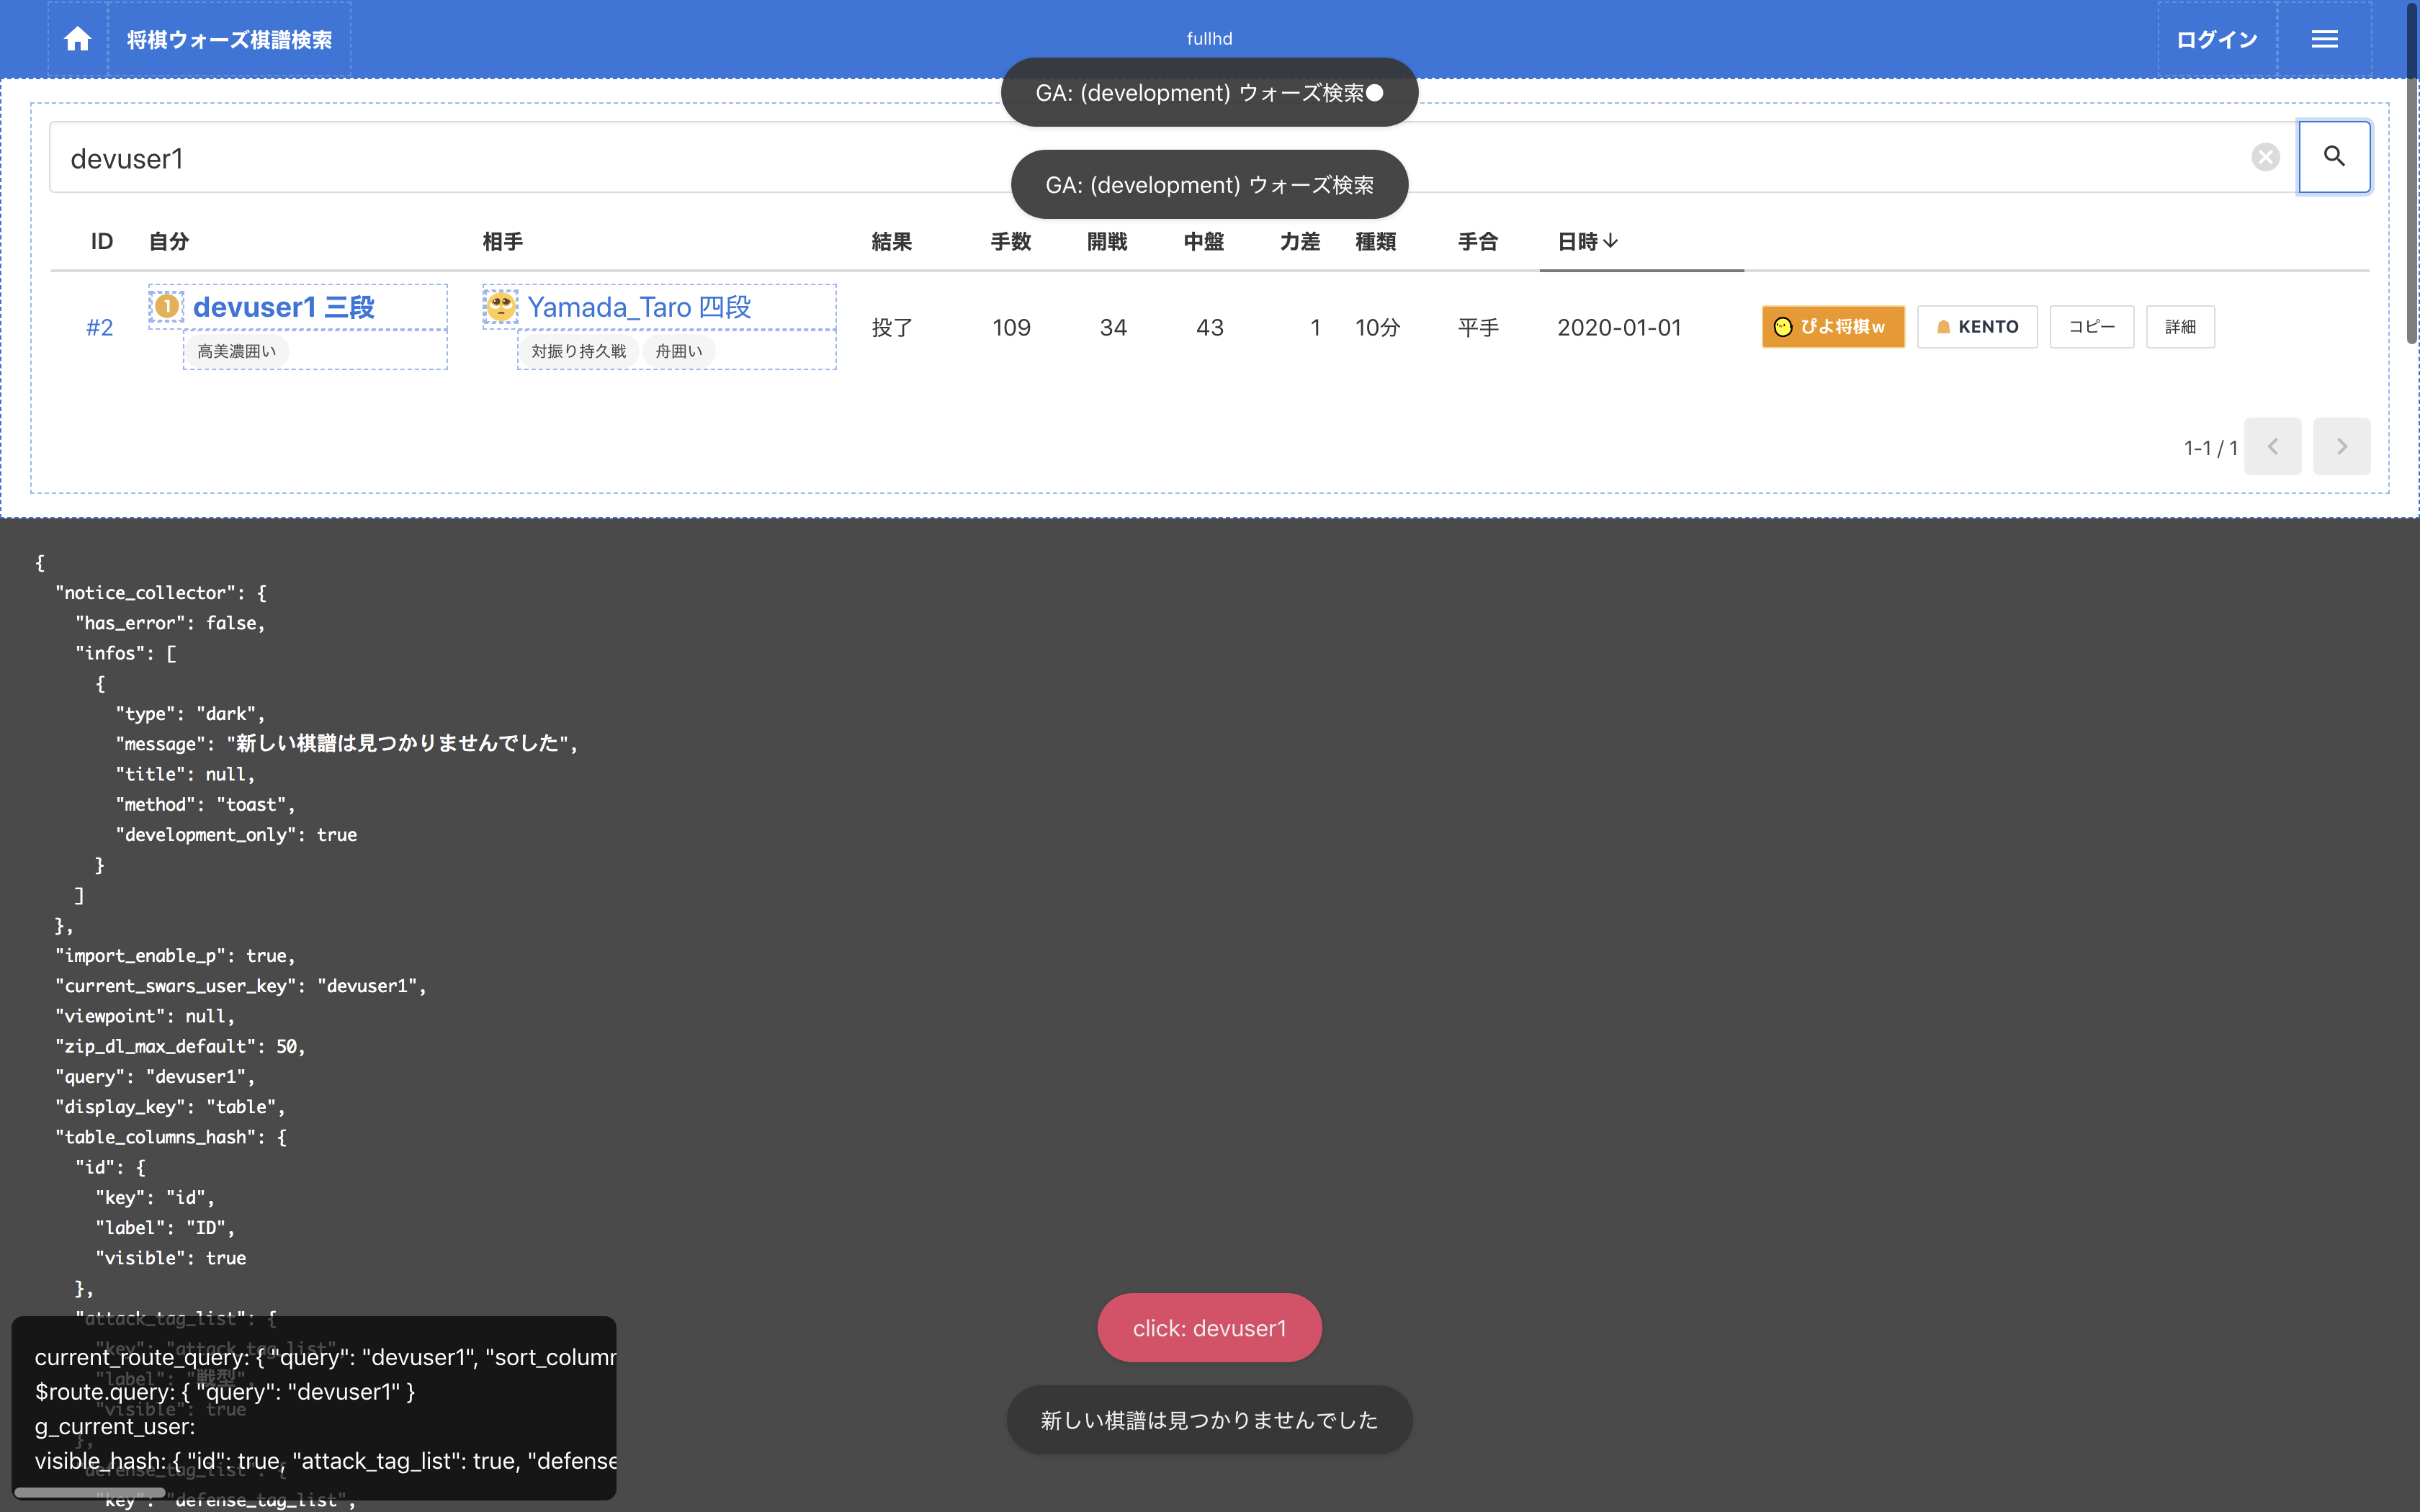 将棋ウォーズ棋譜検索
fullhd
ログイン
GA: (development) ウォーズ検索●
devuser1
GA: (development) ウォーズ検索
ID 自分 相手 結果 手数 開戦 中盤 力差 種類 手合 日時↓
#2 1 devuser1 三段 Yamada_Taro 四段 投了 109 34 43 1 10分 平手 2020-01-01 ぴよ将棋w KENTO コピー 詳細
高美濃囲い 対振り持久戦 舟囲い
1-1 / 1
{
"notice_collector": {
"has_error": false,
"infos": [
{
"type": "dark",
"message": "新しい棋譜は見つかりませんでした",
"title": null,
"method": "toast",
"development_only": true
}
]
},
"import_enable_p": true,
"current_swars_user_key": "devuser1",
"viewpoint": null,
"zip_dl_max_default": 50,
"query": "devuser1",
"display_key": "table",
"table_columns_hash": {
"id": {
"key": "id",
"label": "ID",
"visible": true
},
"attack_tag_list": {
"key": "attack_tag_list",
"label": "戦型",
"visible": true
},
"defense_tag_list": {
"key": "defense_tag_list",
current_route_query: { "query": "devuser1", "sort_column
$route.query: { "query": "devuser1" }
g_current_user:
visible_hash: { "id": true, "attack_tag_list": true, "defense
click: devuser1
新しい棋譜は見つかりませんでした